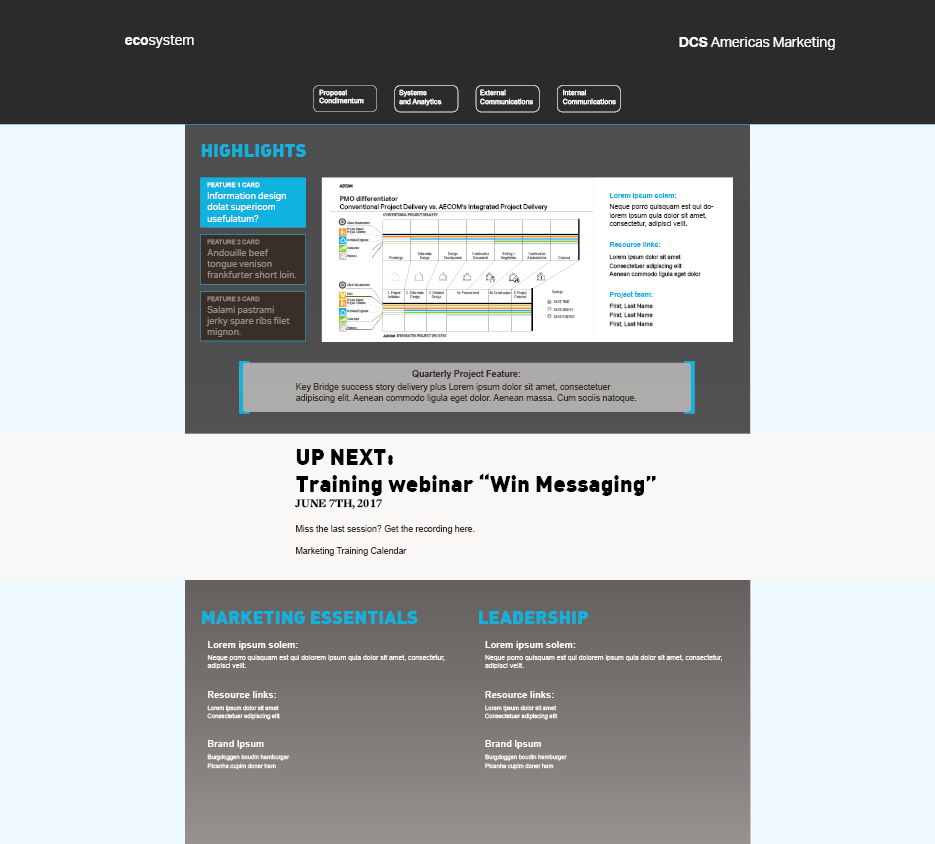 ecosystem
DCS Americas Marketing
Proposal
Condimentum
Systems
and Analytics
External
Communications
Internal
Communications
HIGHLIGHTS
FEATURE 1 CARD
Information design
dolat supericom
usefulatum?
FEATURE 2 CARD
Andouille beef
tongue venison
frankfurter short loin.
FEATURE 3 CARD
Salami pastrami
jerky spare ribs filet
mignon.
AECOM
PMO differentiator
Conventional Project Delivery vs. AECOM's Integrated Project Delivery
CONVENTIONAL PROJECT DELIVERY
Predesign
Schematic
Design
Design
Development
Construction
Documents
Bidding +
Negotiation
Construction
Administration
Closeout
1. Project
Initiation
2. Schematic
Design
3. Detailed
Design
4a. Procurement
4b. Construction
5. Project
Closeout
Savings
SAVE TIME
SAVE MONEY
SAVE ENERGY
AECOM INTEGRATED PROJECT DELIVERY
Lorem ipsum solem:
Neque porro quisquam est qui do-
lorem ipsum quia dolor sit amet,
consectetur, adipisci velit.
Resource links:
Lorem ipsum dolor sit amet
Consectetuer adipiscing elit
Aenean commodo ligula eget dolor
Project team:
First, Last Name
First, Last Name
First, Last Name
Quarterly Project Feature:
Key Bridge success story delivery plus Lorem ipsum dolor sit amet, consectetuer
adipiscing elit. Aenean commodo ligula eget dolor. Aenean massa. Cum sociis natoque.
UP NEXT:
Training webinar “Win Messaging”
JUNE 7TH, 2017
Miss the last session? Get the recording here.
Marketing Training Calendar
MARKETING ESSENTIALS
Lorem ipsum solem:
Neque porro quisquam est qui dolorem ipsum quia dolor sit amet, consectetur,
adipisci velit.
Resource links:
Lorem ipsum dolor sit amet
Consectetuer adipiscing elit
Brand Ipsum
Burgdoggen boudin hamburger
Picanha cupim doner ham
LEADERSHIP
Lorem ipsum solem:
Neque porro quisquam est qui dolorem ipsum quia dolor sit amet, consectetur,
adipisci velit.
Resource links:
Lorem ipsum dolor sit amet
Consectetuer adipiscing elit
Brand Ipsum
Burgdoggen boudin hamburger
Picanha cupim doner ham